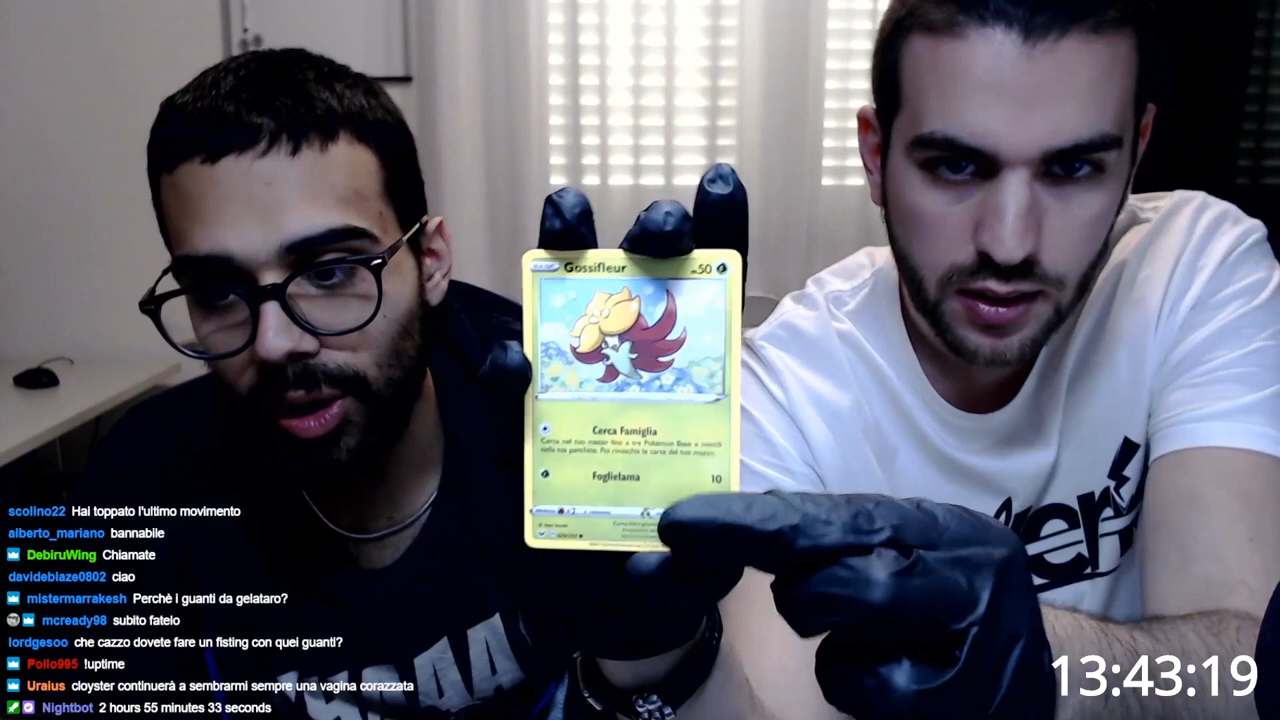 Gossifleur 50
Cerca Famiglia
Cerca nel tuo mazzo fino a tre Pokémon Base e mettili
nella tua panchina. Poi rimischia le carte del tuo mazzo.
Foglielama 10
scolino22 Hai toppato l'ultimo movimento
alberto_mariano bannabile
DebiruWing Chiamate
davideblaze0802 ciao
mistermarrakesh Perchè i guanti da gelataro?
mcready98 subito fatelo
lordgesoo che cazzo dovete fare un fisting con quei guanti?
Pollo995 !uptime
Uraius cloyster continuerà a sembrarmi sempre una vagina corazzata
Nightbot 2 hours 55 minutes 33 seconds
13:43:19